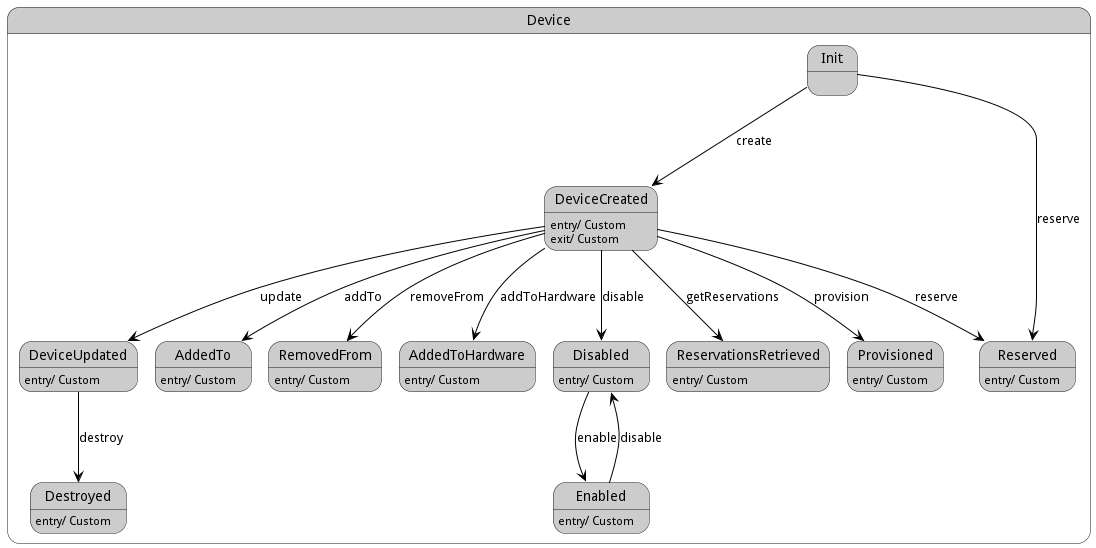 Device
Init
create
reserve
DeviceCreated
entry/ Custom
exit/ Custom
update
addTo
removeFrom
addToHardware
disable
getReservations
provision
reserve
DeviceUpdated
entry/ Custom
AddedTo
entry/ Custom
RemovedFrom
entry/ Custom
AddedToHardware
entry/ Custom
Disabled
entry/ Custom
ReservationsRetrieved
entry/ Custom
Provisioned
entry/ Custom
Reserved
entry/ Custom
destroy
enable
disable
Destroyed
entry/ Custom
Enabled
entry/ Custom